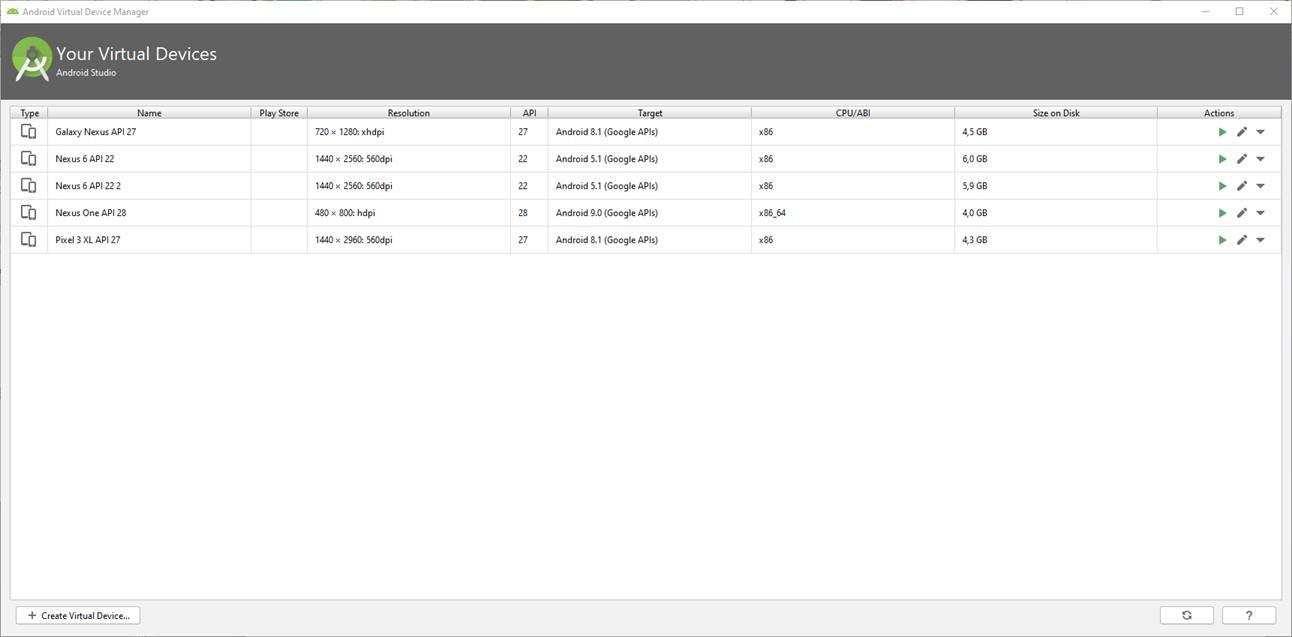 Android Virtual Device Manager
Your Virtual Devices
Android Studio
Type Name Play Store Resolution API Target CPU/ABI Size on Disk Actions
Galaxy Nexus API 27 720 × 1280: xhdpi 27 Android 8.1 (Google APIs) x86 4,5 GB
Nexus 6 API 22 1440 × 2560: 560dpi 22 Android 5.1 (Google APIs) x86 6,0 GB
Nexus 6 API 22 2 1440 × 2560: 560dpi 22 Android 5.1 (Google APIs) x86 5,9 GB
Nexus One API 28 480 × 800: hdpi 28 Android 9.0 (Google APIs) x86_64 4,0 GB
Pixel 3 XL API 27 1440 × 2960: 560dpi 27 Android 8.1 (Google APIs) x86 4,3 GB
+ Create Virtual Device... ?